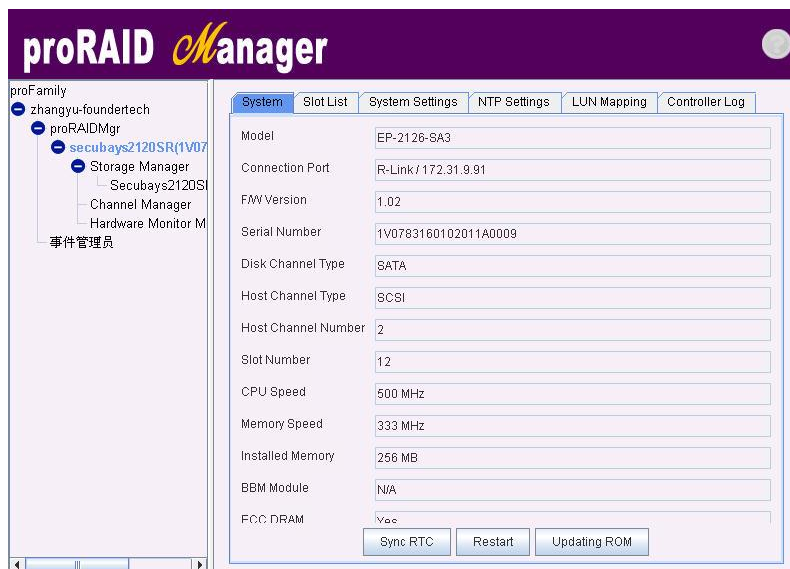 proRAID Manager
?
proFamily
zhangyu-foundertech
proRAIDMgr
secubays2120SR(1V07
Storage Manager
Secubays2120S
Channel Manager
Hardware Monitor M
事件管理员
System
Slot List
System Settings
NTP Settings
LUN Mapping
Controller Log
Model EP-2126-SA3
Connection Port R-Link / 172.31.9.91
F/W Version 1.02
Serial Number 1V0783160102011A0009
Disk Channel Type SATA
Host Channel Type SCSI
Host Channel Number 2
Slot Number 12
CPU Speed 500 MHz
Memory Speed 333 MHz
Installed Memory 256 MB
BBM Module N/A
ECC DRAM Yes
Sync RTC
Restart
Updating ROM